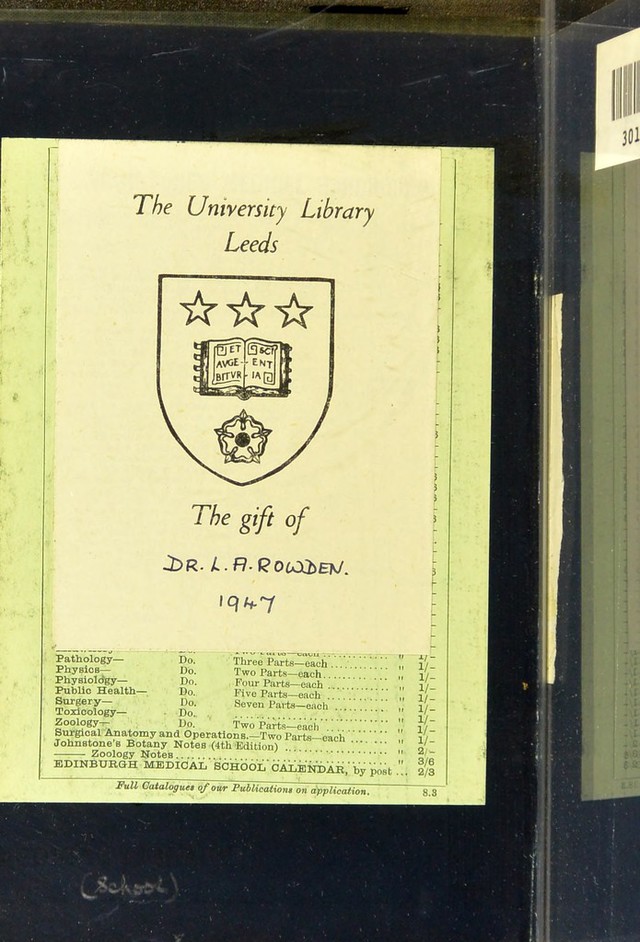 301
The University Library
Leeds
ET SCI
AVGE ENT
BITVR IA
The gift of
DR. L. A. ROWDEN.
1947
Pathology— Do. Three Parts—each ............ " 1/-
Physics— Do. Two Parts—each ............ " 1/-
Physiology— Do. Four Parts—each ............ " 1/-
Public Health— Do. Five Parts—each ............ " 1/-
Surgery— Do. Seven Parts—each ............ " 1/-
Toxicology— Do. ............ " 1/-
Zoology— Do. Two Parts—each ............ " 1/-
Surgical Anatomy and Operations.—Two Parts—each ...... " 1/-
Johnstone's Botany Notes (4th Edition) ............ " 2/-
—— Zoology Notes ............ " 3/6
EDINBURGH MEDICAL SCHOOL CALENDAR, by post ... 2/3
Full Catalogues of our Publications on application. 8.3
(School)